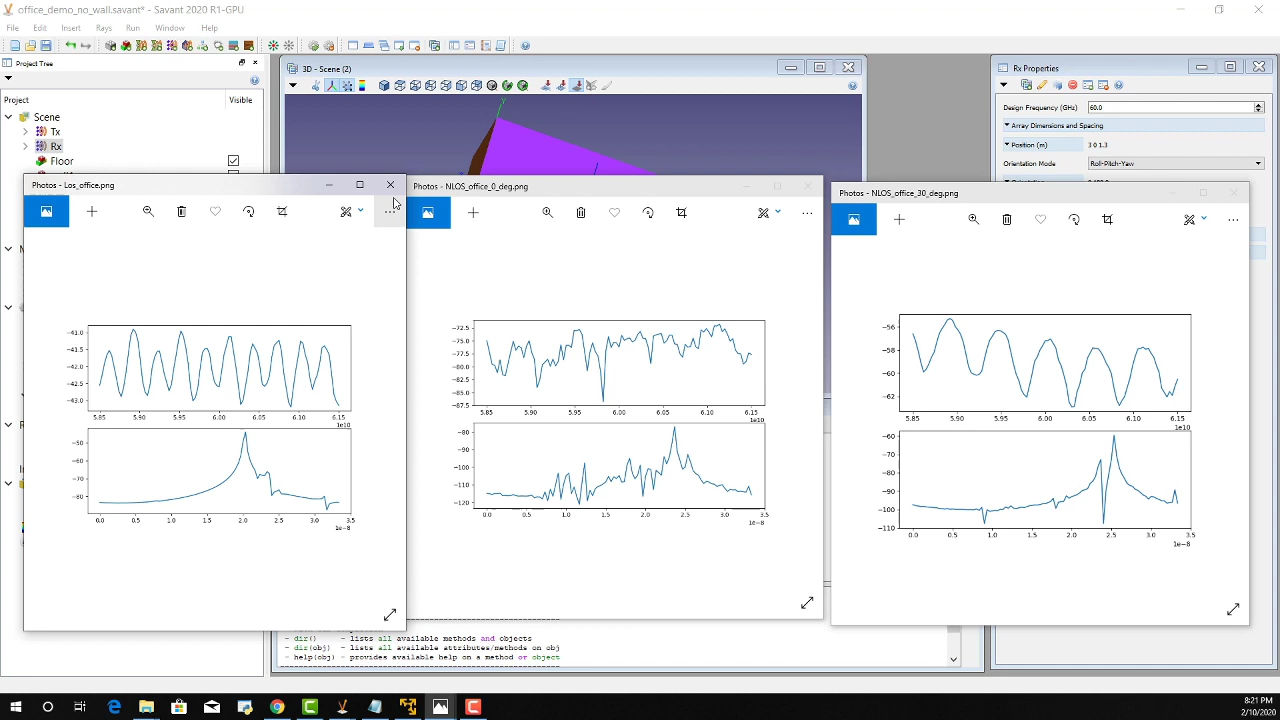 office_demo_no_wall.savant* - Savant 2020 R1-GPU
File Edit Insert Rays Run Window Help
Project Tree
Project Visible
Scene
Tx
Rx
Floor
3D - Scene (2)
Y
Rx Properties
Design Frequency (GHz) 60.0
Array Dimensions and Spacing
Position (m) 3 0 1.3
Orientation Mode Roll-Pitch-Yaw
Photos - Los_office.png
−41.0
−41.5
−42.0
−42.5
−43.0
5.85 5.90 5.95 6.00 6.05 6.10 6.15
1e10
−50
−60
−70
−80
0.0 0.5 1.0 1.5 2.0 2.5 3.0 3.5
1e−8
Photos - NLOS_office_0_deg.png
−72.5
−75.0
−77.5
−80.0
−82.5
−85.0
−87.5
5.85 5.90 5.95 6.00 6.05 6.10 6.15
1e10
−80
−90
−100
−110
−120
0.0 0.5 1.0 1.5 2.0 2.5 3.0 3.5
1e−8
Photos - NLOS_office_30_deg.png
−56
−58
−60
−62
5.85 5.90 5.95 6.00 6.05 6.10 6.15
1e10
−60
−70
−80
−90
−100
−110
0.0 0.5 1.0 1.5 2.0 2.5 3.0 3.5
1e−8
- dir() - lists all available methods and objects
- dir(obj) - lists all available attributes/methods on obj
- help(obj) - provides available help on a method or object
8:21 PM
2/10/2020